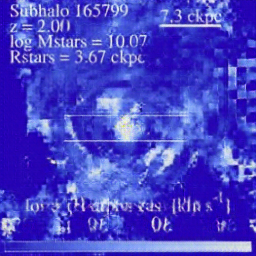 Subhalo 165799
7.3 ckpc
z = 2.00
log Mstars = 10.07
Rstars = 3.67 ckpc